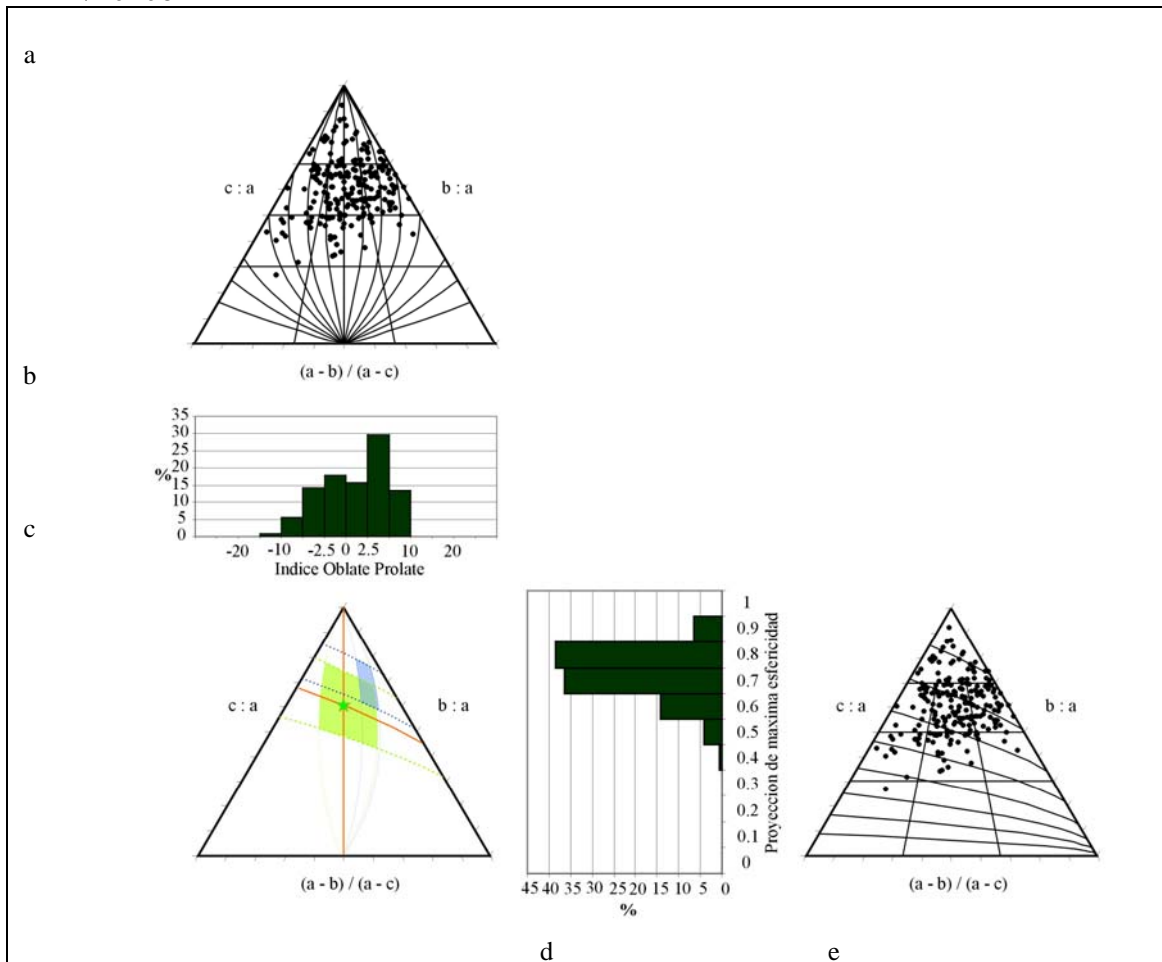 a
c : a
b : a
(a - b) / (a - c)
b
35
30
25
20
15
10
5
0
%
-20
-10
-2.5
0
2.5
10
20
Indice Oblate Prolate
c
c : a
b : a
(a - b) / (a - c)
1
0.9
0.8
0.7
0.6
0.5
0.4
0.3
0.2
0.1
0
Proyeccion de maxima esfericidad
45 40 35 30 25 20 15 10 5 0
%
c : a
b : a
(a - b) / (a - c)
d
e